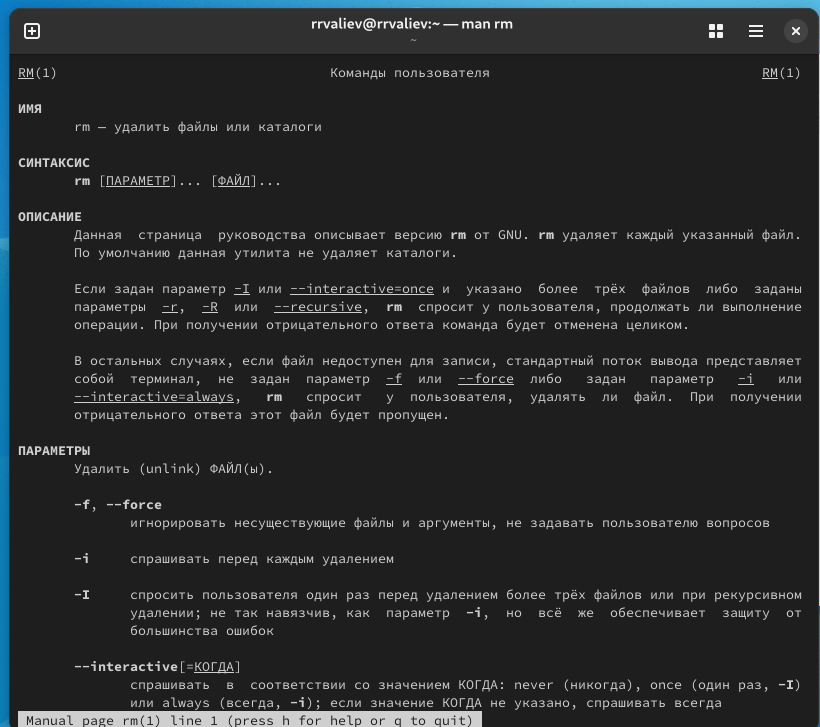 rrvaliev@rrvaliev:~ — man rm
~
RM(1) Команды пользователя RM(1)
ИМЯ
rm — удалить файлы или каталоги
СИНТАКСИС
rm [ПАРАМЕТР]... [ФАЙЛ]...
ОПИСАНИЕ
Данная страница руководства описывает версию rm от GNU. rm удаляет каждый указанный файл.
По умолчанию данная утилита не удаляет каталоги.
Если задан параметр -I или --interactive=once и указано более трёх файлов либо заданы
параметры -r, -R или --recursive, rm спросит у пользователя, продолжать ли выполнение
операции. При получении отрицательного ответа команда будет отменена целиком.
В остальных случаях, если файл недоступен для записи, стандартный поток вывода представляет
собой терминал, не задан параметр -f или --force либо задан параметр -i или
--interactive=always, rm спросит у пользователя, удалять ли файл. При получении
отрицательного ответа этот файл будет пропущен.
ПАРАМЕТРЫ
Удалить (unlink) ФАЙЛ(ы).
-f, --force
игнорировать несуществующие файлы и аргументы, не задавать пользователю вопросов
-i спрашивать перед каждым удалением
-I спросить пользователя один раз перед удалением более трёх файлов или при рекурсивном
удалении; не так навязчив, как параметр -i, но всё же обеспечивает защиту от
большинства ошибок
--interactive[=КОГДА]
спрашивать в соответствии со значением КОГДА: never (никогда), once (один раз, -I)
или always (всегда, -i); если значение КОГДА не указано, спрашивать всегда
Manual page rm(1) line 1 (press h for help or q to quit)